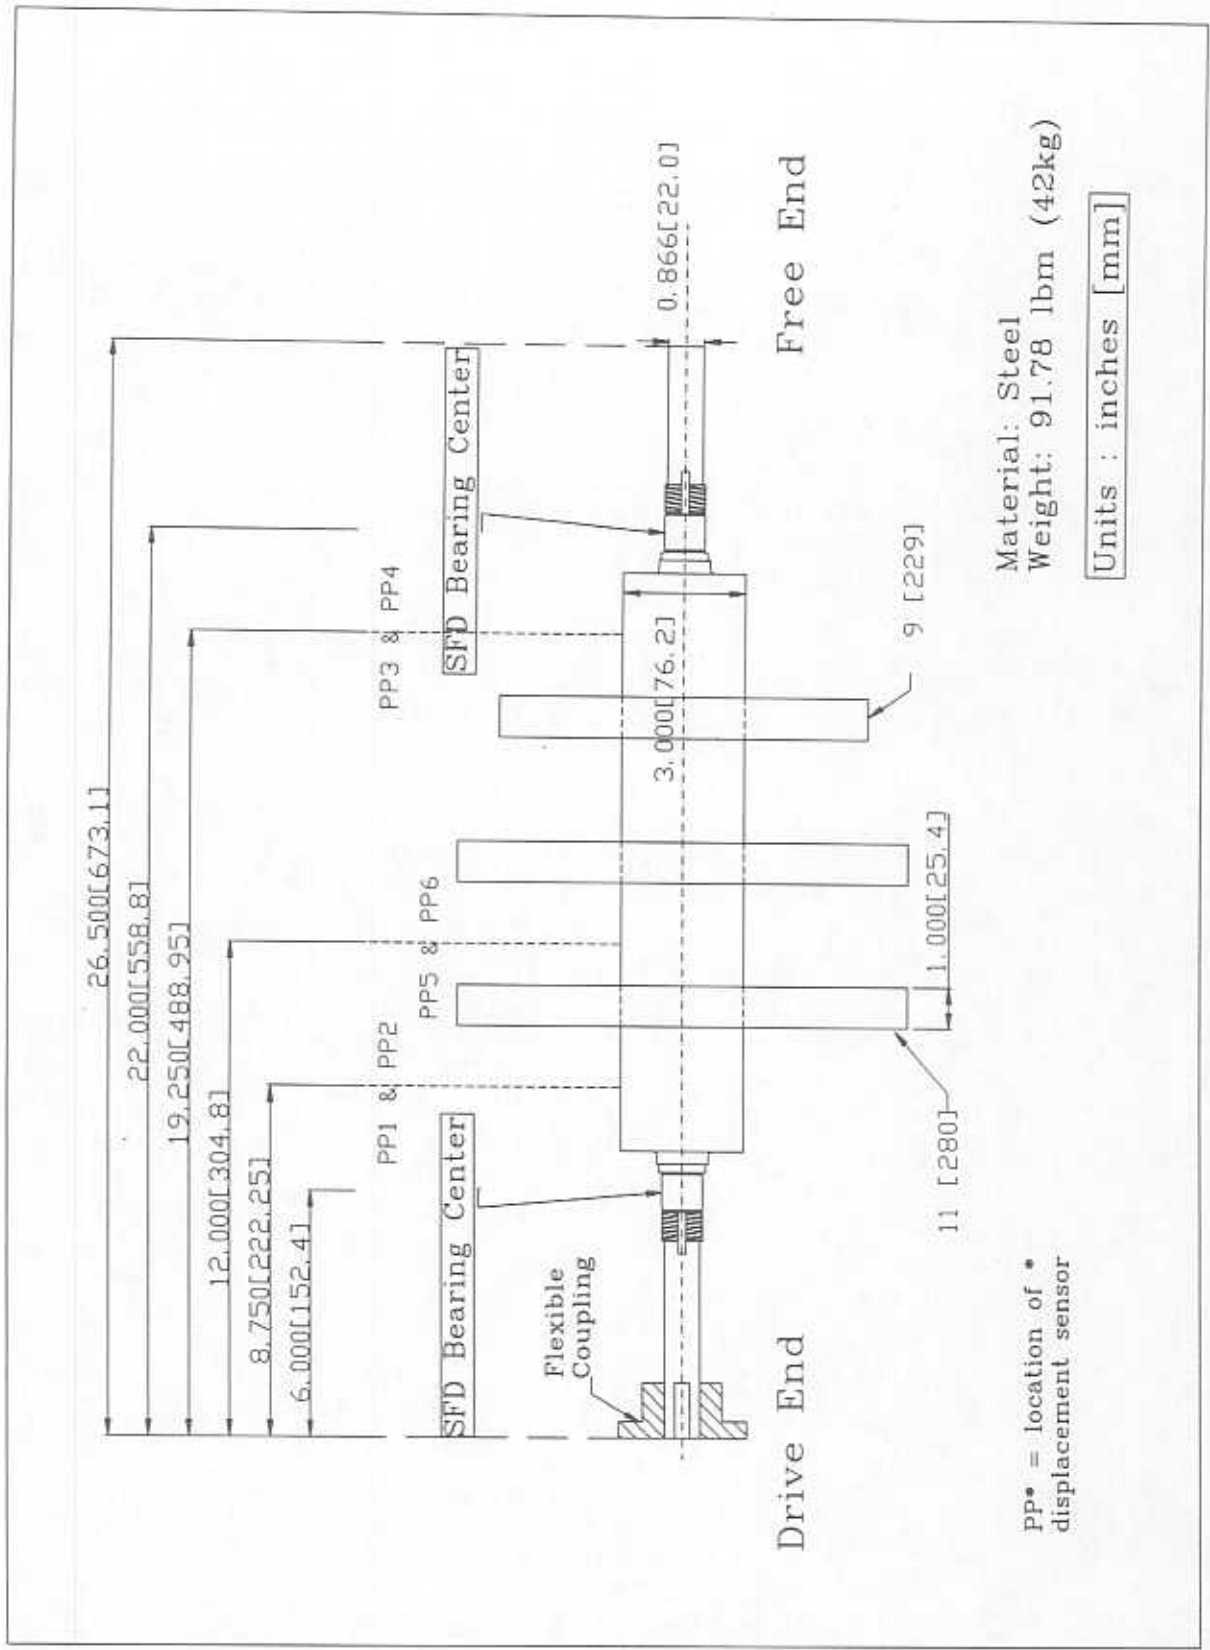 26.500[673.1]
22.000[558.8]
19.250[488.95]
12.000[304.8]
8.750[222.25]
6.000[152.4]
PP1 & PP2
PP5 & PP6
PP3 & PP4
SFD Bearing Center
SFD Bearing Center
Flexible
Coupling
3.000[76.2]
0.866[22.0]
Drive End
Free End
11 [280]
1.000[25.4]
9 [229]
Material: Steel
Weight: 91.78 lbm (42kg)
Units : inches [mm]
PP* = location of *
displacement sensor